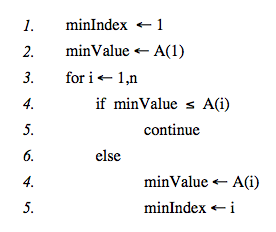 1. minIndex ← 1
2. minValue ← A(1)
3. for i ← 1,n
4. if minValue ≤ A(i)
5. continue
6. else
4. minValue ← A(i)
5. minIndex ← i